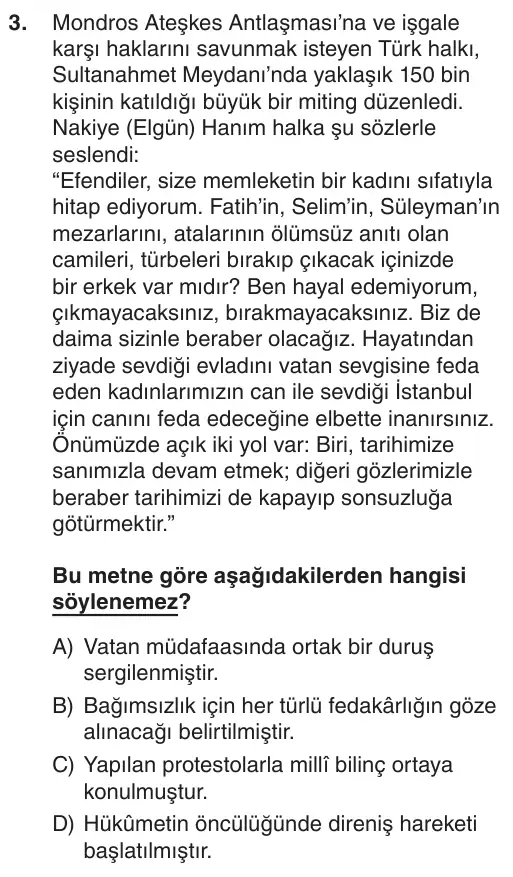 3. Mondros Ateşkes Antlaşması’na ve işgale
karşı haklarını savunmak isteyen Türk halkı,
Sultanahmet Meydanı’nda yaklaşık 150 bin
kişinin katıldığı büyük bir miting düzenledi.
Nakiye (Elgün) Hanım halka şu sözlerle
seslendi:
“Efendiler, size memleketin bir kadını sıfatıyla
hitap ediyorum. Fatih’in, Selim’in, Süleyman’ın
mezarlarını, atalarının ölümsüz anıtı olan
camileri, türbeleri bırakıp çıkacak içinizde
bir erkek var mıdır? Ben hayal edemiyorum,
çıkmayacaksınız, bırakmayacaksınız. Biz de
daima sizinle beraber olacağız. Hayatından
ziyade sevdiği evladını vatan sevgisine feda
eden kadınlarımızın can ile sevdiği İstanbul
için canını feda edeceğine elbette inanırsınız.
Önümüzde açık iki yol var: Biri, tarihimize
sanımızla devam etmek; diğeri gözlerimizle
beraber tarihimizi de kapayıp sonsuzluğa
götürmektir.”
Bu metne göre aşağıdakilerden hangisi
söylenemez?
A) Vatan müdafaasında ortak bir duruş
sergilenmiştir.
B) Bağımsızlık için her türlü fedakârlığın göze
alınacağı belirtilmiştir.
C) Yapılan protestolarla millî bilinç ortaya
konulmuştur.
D) Hükûmetin öncülüğünde direniş hareketi
başlatılmıştır.